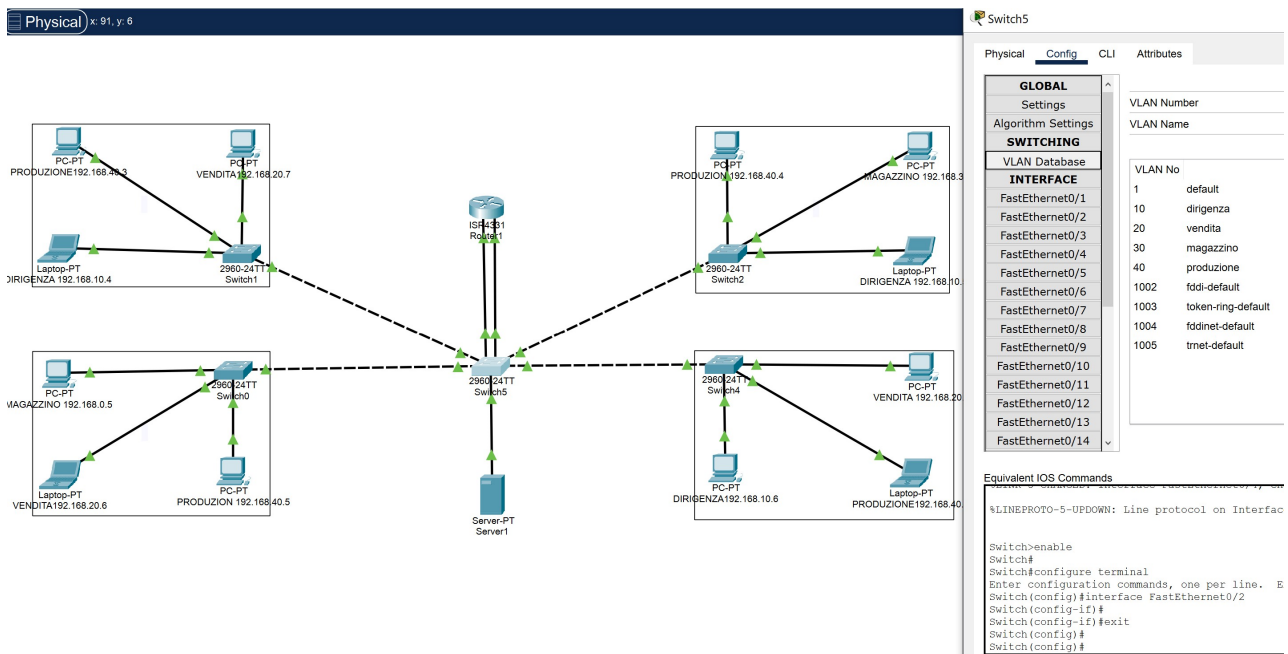 Physical x: 91, y: 6
PC-PT
PRODUZIONE192.168.40.3
PC-PT
VENDITA192.168.20.7
Laptop-PT
DIRIGENZA 192.168.10.4
2960-24TT
Switch1
ISR4331
Router1
PC-PT
PRODUZION 192.168.40.4
PC-PT
MAGAZZINO 192.168.3
2960-24TT
Switch2
Laptop-PT
DIRIGENZA 192.168.10.
PC-PT
MAGAZZINO 192.168.0.5
2960-24TT
Switch0
Laptop-PT
VENDITA192.168.20.6
PC-PT
PRODUZION 192.168.40.5
2960-24TT
Switch5
Server-PT
Server1
2960-24TT
Switch4
PC-PT
VENDITA 192.168.20
PC-PT
DIRIGENZA192.168.10.6
Laptop-PT
PRODUZIONE192.168.40.
Switch5
Physical Config CLI Attributes
GLOBAL
Settings
Algorithm Settings
SWITCHING
VLAN Database
INTERFACE
FastEthernet0/1
FastEthernet0/2
FastEthernet0/3
FastEthernet0/4
FastEthernet0/5
FastEthernet0/6
FastEthernet0/7
FastEthernet0/8
FastEthernet0/9
FastEthernet0/10
FastEthernet0/11
FastEthernet0/12
FastEthernet0/13
FastEthernet0/14
VLAN Number
VLAN Name
VLAN No
1 default
10 dirigenza
20 vendita
30 magazzino
40 produzione
1002 fddi-default
1003 token-ring-default
1004 fddinet-default
1005 trnet-default
Equivalent IOS Commands
%LINEPROTO-5-UPDOWN: Line protocol on Interfac
Switch>enable
Switch#
Switch#configure terminal
Enter configuration commands, one per line. E
Switch(config)#interface FastEthernet0/2
Switch(config-if)#
Switch(config-if)#exit
Switch(config)#
Switch(config)#